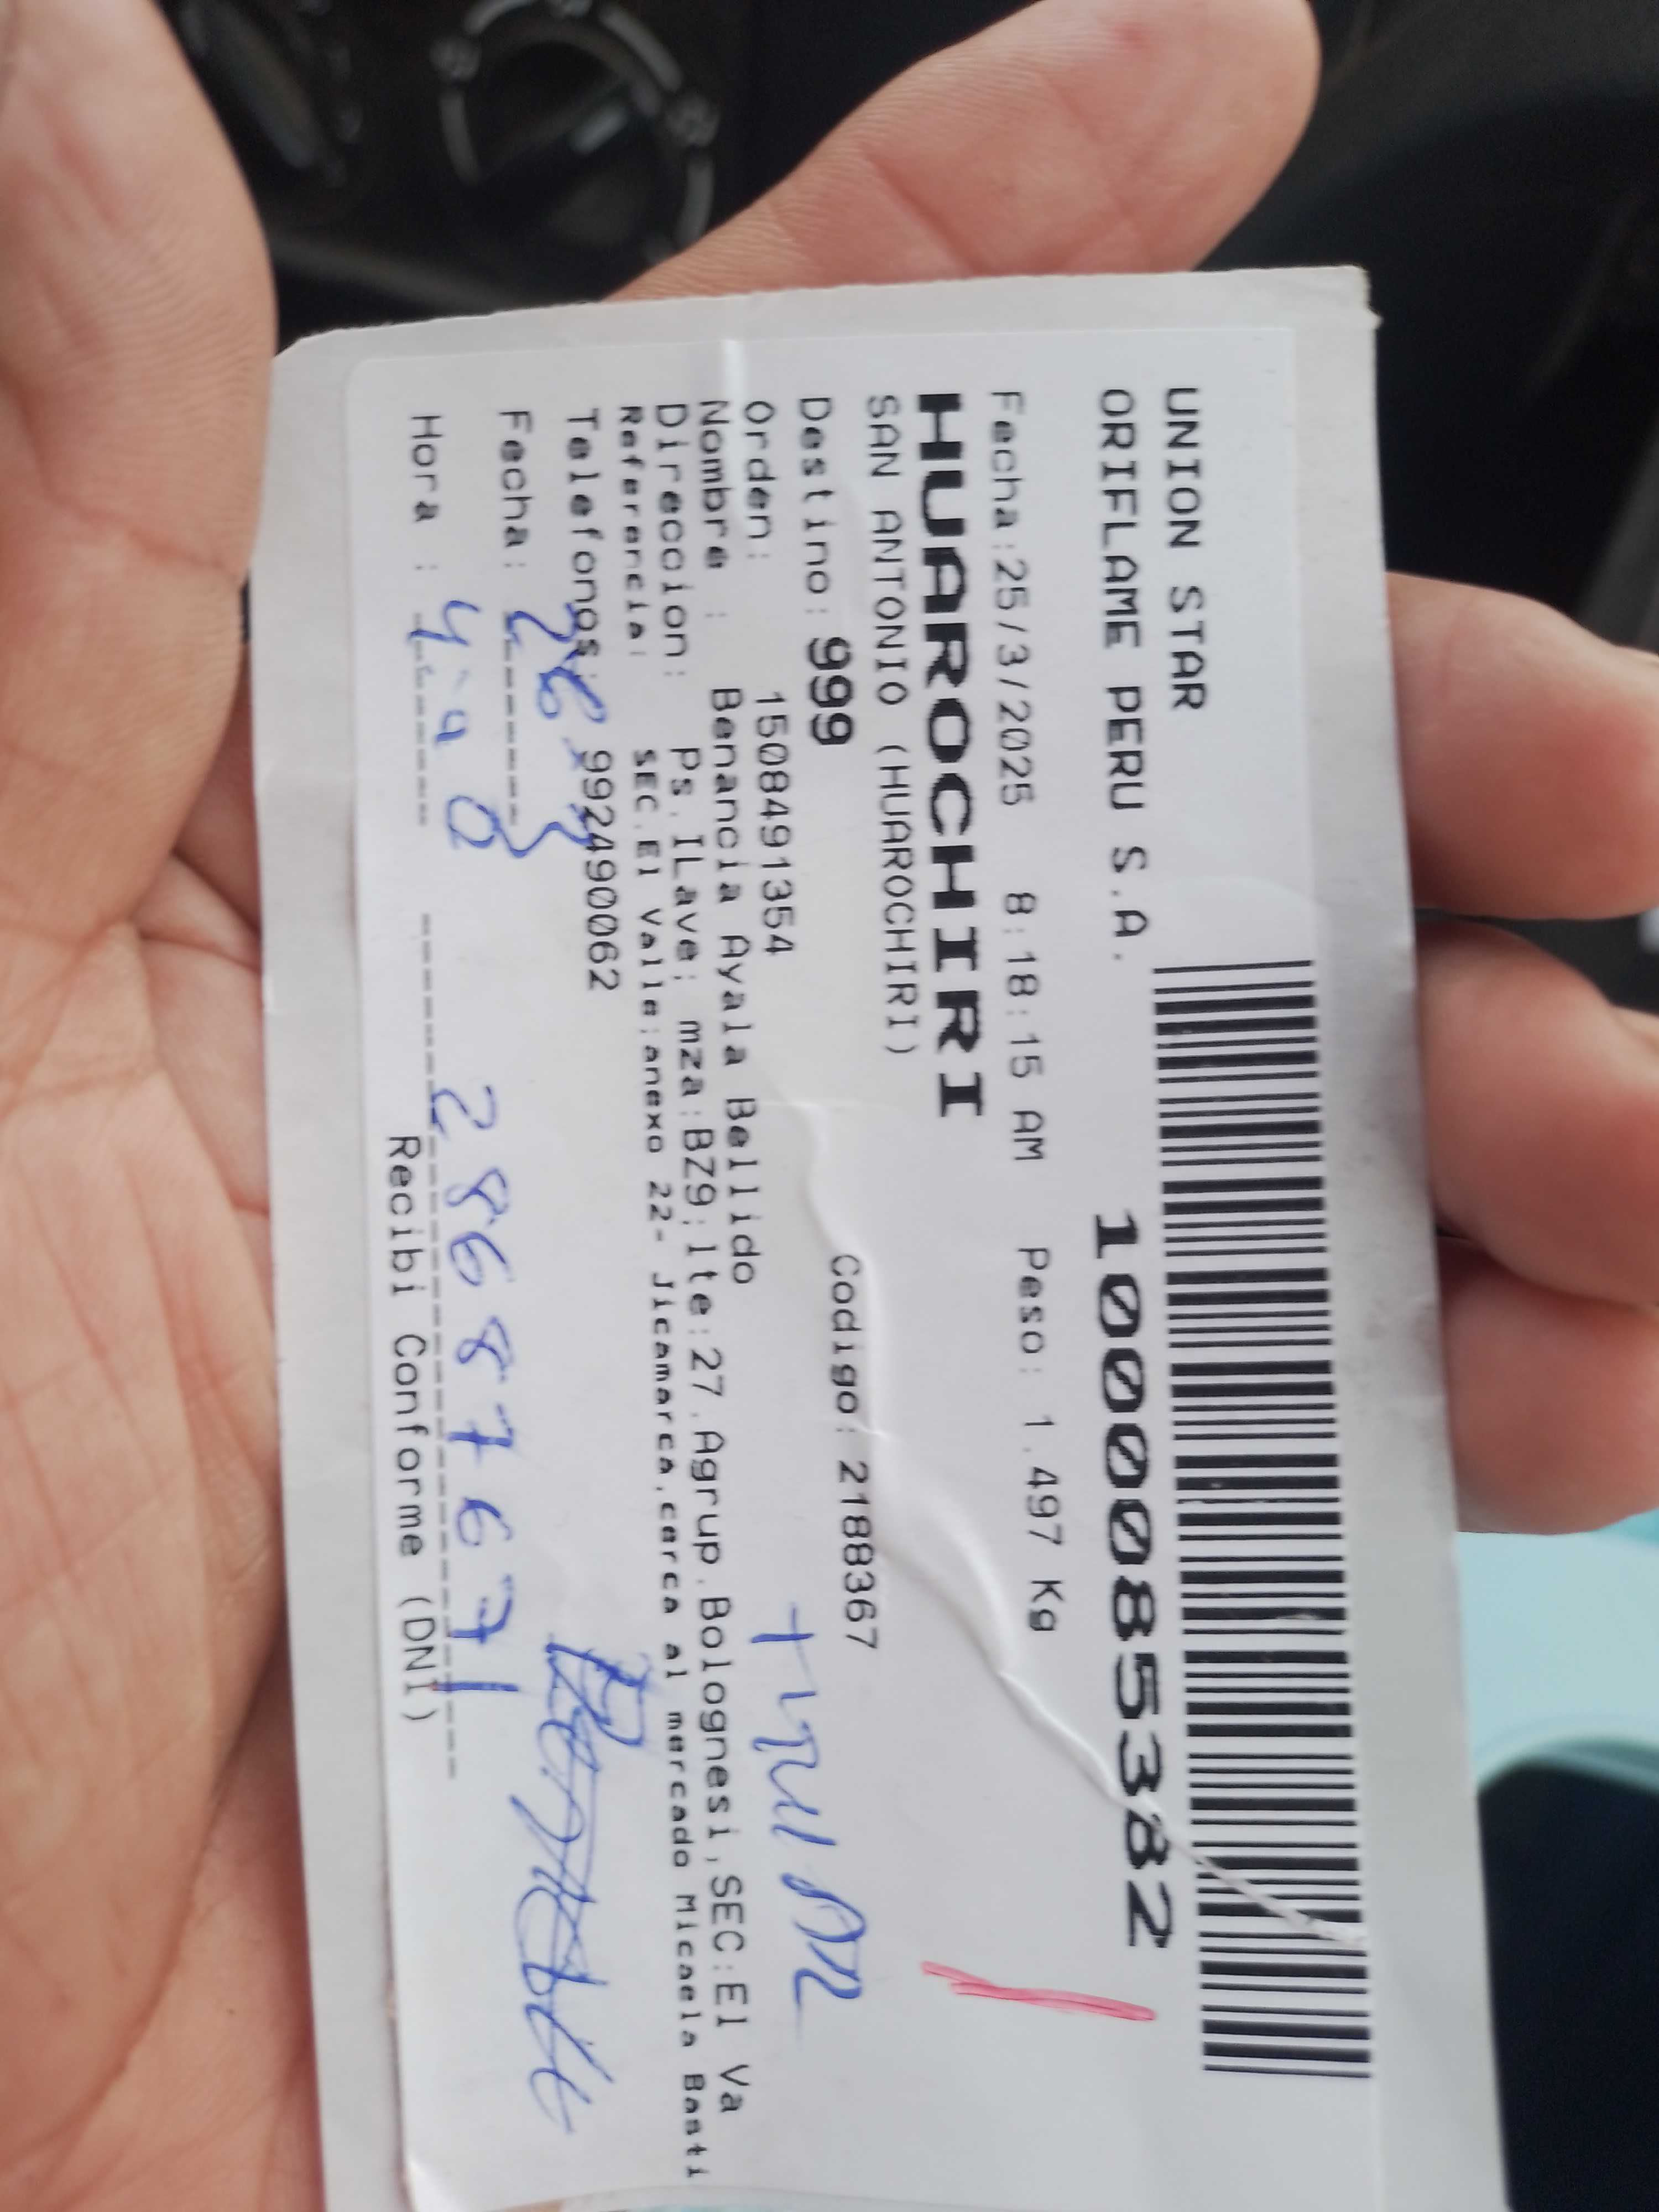 UNION STAR
ORIFLAME PERU S.A. 10000853822
Fecha:25/3/2025 8:18:15 AM Peso: 1.497 Kg
HUAROCHIRI
SAN ANTONIO (HUAROCHIRI)
Destino: 999 Codigo: 2188367
Orden: 1508491354
Nombre : Benancia Ayala Bellido
Direccion: Ps.ILave; mza:BZ9;lte:27.Agrup.Bolognesi,SEC:El Va
Referencia: SEC.El Valle;anexo 22- Jicamarca,cerca al mercado Micaela Basti
Telefonos: 992490062
Fecha: 26
Hora : 4:40 28687671
Recibi Conforme (DNI)